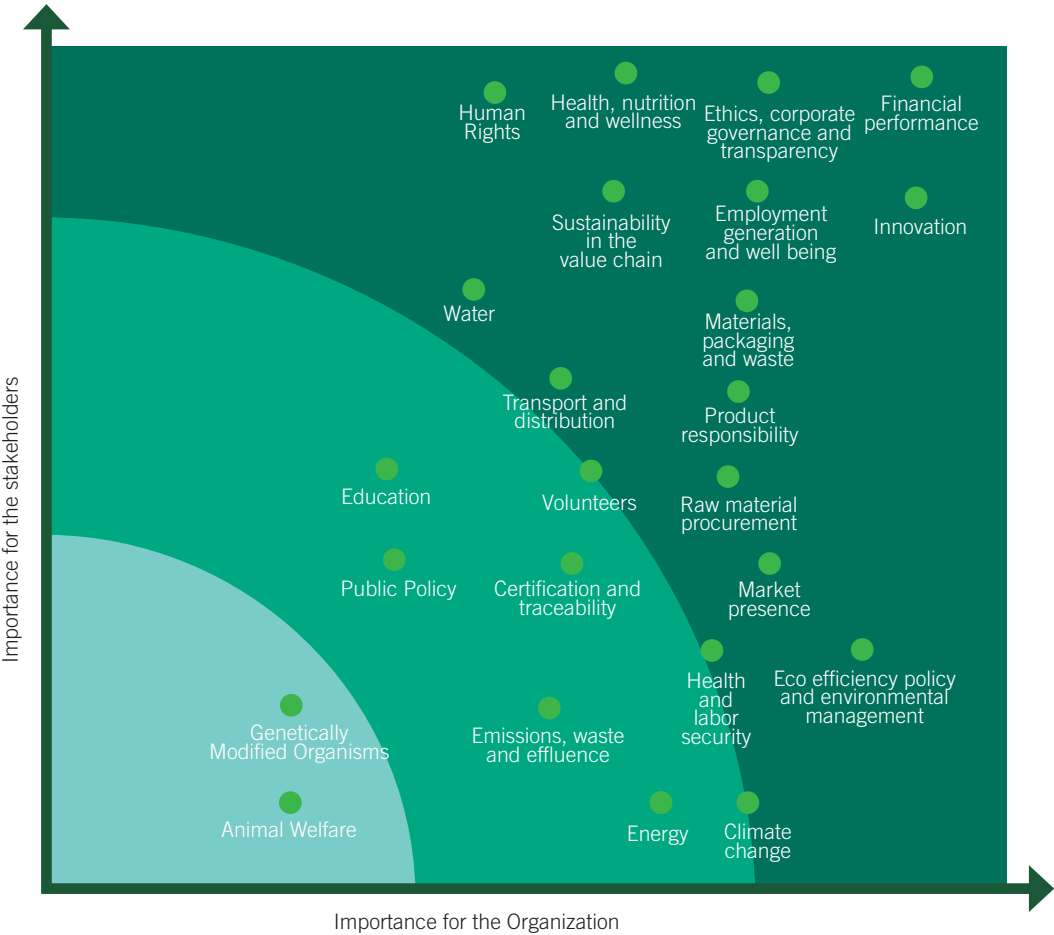 Human
Rights
Health, nutrition
and wellness
Ethics, corporate
governance and
transparency
Financial
performance
Sustainability
in the
value chain
Employment
generation
and well being
Innovation
Water
Materials,
packaging
and waste
Transport and
distribution
Product
responsibility
Education
Volunteers
Raw material
procurement
Public Policy
Certification and
traceability
Market
presence
Health
and
labor
security
Eco efficiency policy
and environmental
management
Genetically
Modified Organisms
Emissions, waste
and effluence
Animal Welfare
Energy
Climate
change
Importance for the stakeholders
Importance for the Organization